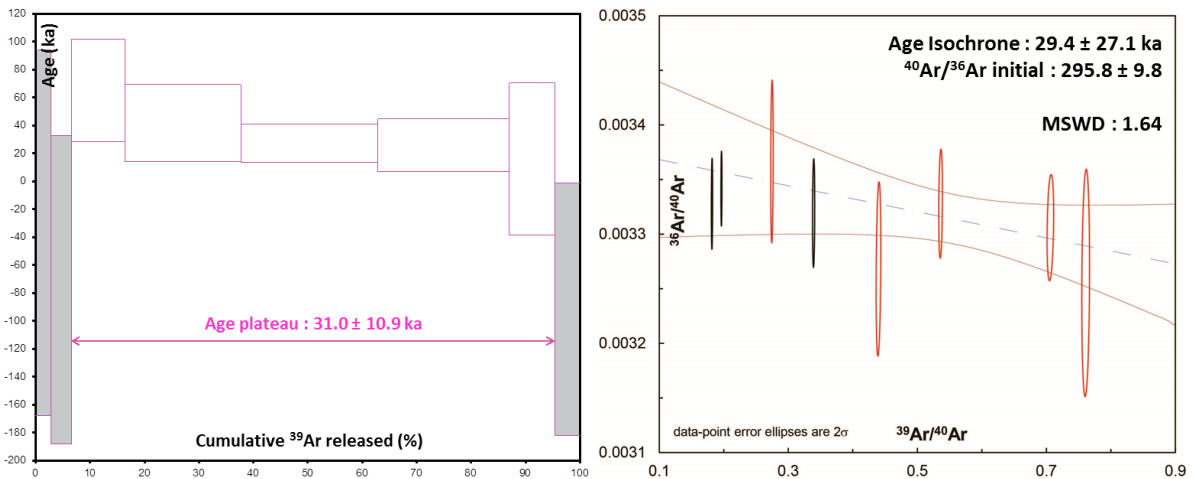 120
100
80
60
40
20
0
-20
-40
-60
-80
-100
-120
-140
-160
-180
-200
Age (ka)
Age plateau : 31.0 ± 10.9 ka
Cumulative ³⁹Ar released (%)
0 10 20 30 40 50 60 70 80 90 100
0.0035
0.0034
0.0033
0.0032
0.0031
³⁶Ar/⁴⁰Ar
Age Isochrone : 29.4 ± 27.1 ka
⁴⁰Ar/³⁶Ar initial : 295.8 ± 9.8
MSWD : 1.64
data-point error ellipses are 2σ
³⁹Ar/⁴⁰Ar
0.1 0.3 0.5 0.7 0.9